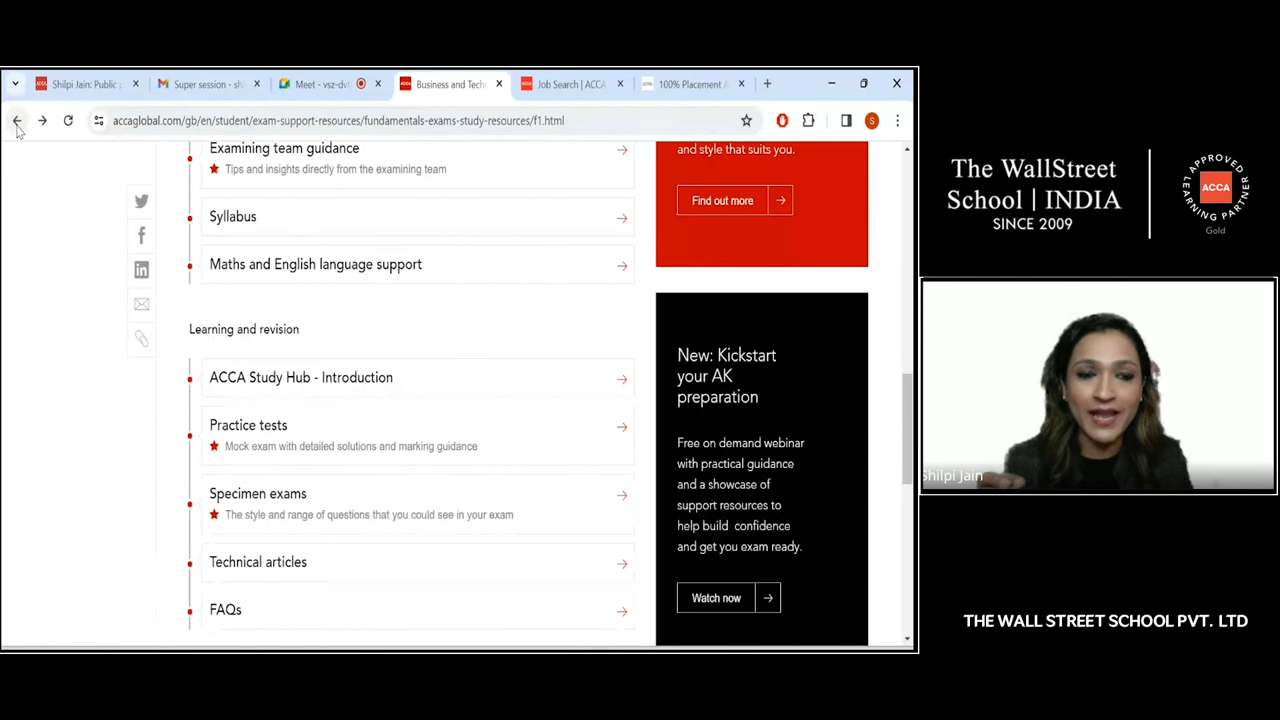 Shilpi Jain: Public
Super session - sh
Meet - vsz-dvt
Business and Tech
Job Search | ACCA
100% Placement A
accaglobal.com/gb/en/student/exam-support-resources/fundamentals-exams-study-resources/f1.html
S
Examining team guidance
Tips and insights directly from the examining team
Syllabus
Maths and English language support
Learning and revision
ACCA Study Hub - Introduction
Practice tests
Mock exam with detailed solutions and marking guidance
Specimen exams
The style and range of questions that you could see in your exam
Technical articles
FAQs
and style that suits you.
Find out more
New: Kickstart
your AK
preparation
Free on demand webinar
with practical guidance
and a showcase of
support resources to
help build confidence
and get you exam ready.
Watch now
The WallStreet
School | INDIA
SINCE 2009
APPROVED
LEARNING PARTNER
ACCA
Gold
Shilpi Jain
THE WALL STREET SCHOOL PVT. LTD